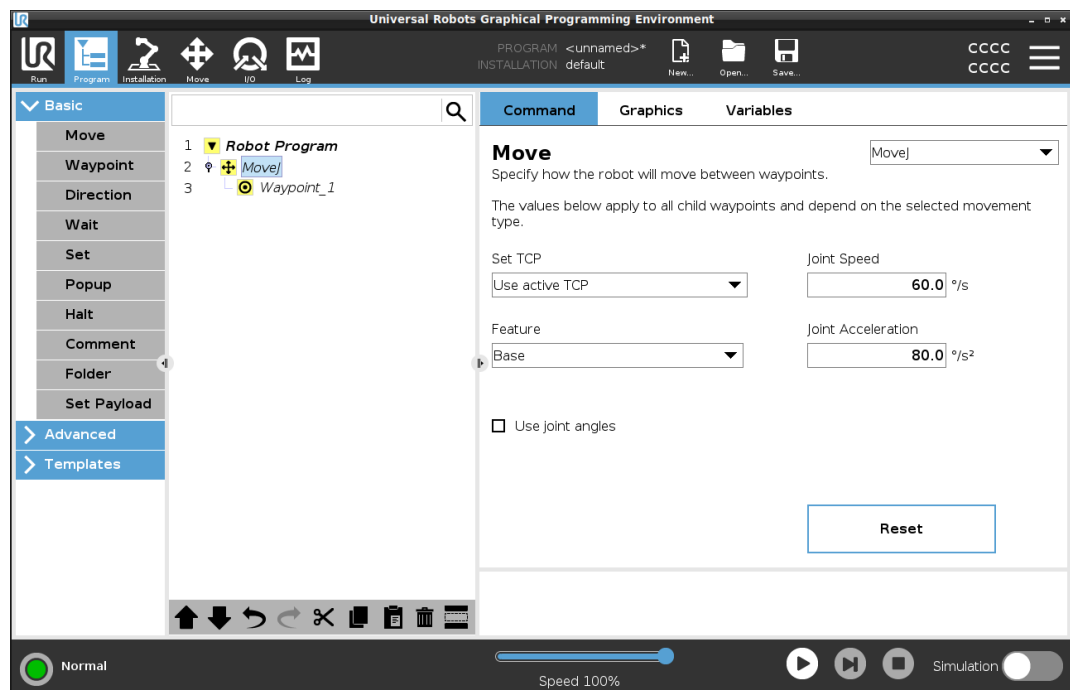 Universal Robots Graphical Programming Environment
PROGRAM <unnamed>*
INSTALLATION default
Run Program Installation Move I/O Log New... Open... Save...
CCCC
CCCC
Basic
Move
Waypoint
Direction
Wait
Set
Popup
Halt
Comment
Folder
Set Payload
Advanced
Templates
1 Robot Program
2 MoveJ
3 Waypoint_1
Command Graphics Variables
Move
MoveJ
Specify how the robot will move between waypoints.
The values below apply to all child waypoints and depend on the selected movement
type.
Set TCP
Use active TCP
Joint Speed
60.0 °/s
Feature
Base
Joint Acceleration
80.0 °/s²
Use joint angles
Reset
Normal
Speed 100%
Simulation